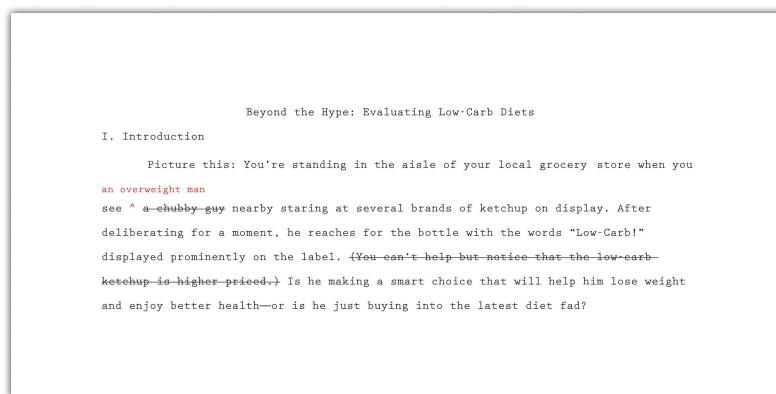 Beyond the Hype: Evaluating Low-Carb Diets
I. Introduction
Picture this: You're standing in the aisle of your local grocery store when you
an overweight man
see ^ a chubby guy nearby staring at several brands of ketchup on display. After
deliberating for a moment, he reaches for the bottle with the words “Low-Carb!”
displayed prominently on the label. (You can't help but notice that the low-carb
ketchup is higher priced.) Is he making a smart choice that will help him lose weight
and enjoy better health—or is he just buying into the latest diet fad?